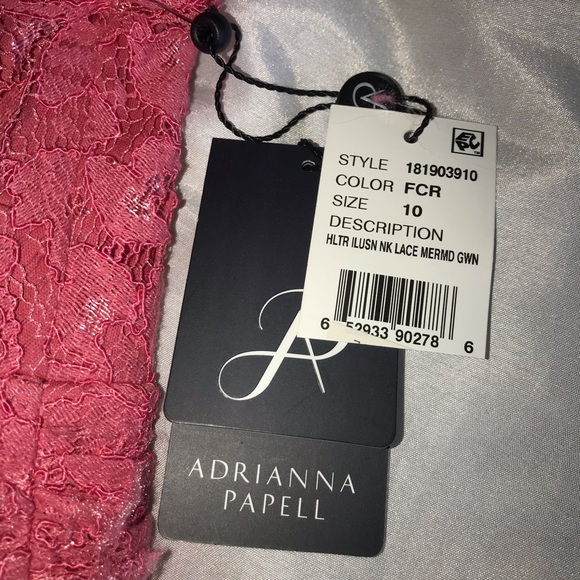 STYLE 181903910
COLOR FCR
SIZE 10
DESCRIPTION
HLTR ILUSN NK LACE MERMD GWN
6 52933 90278 6
ADRIANNA
PAPELL